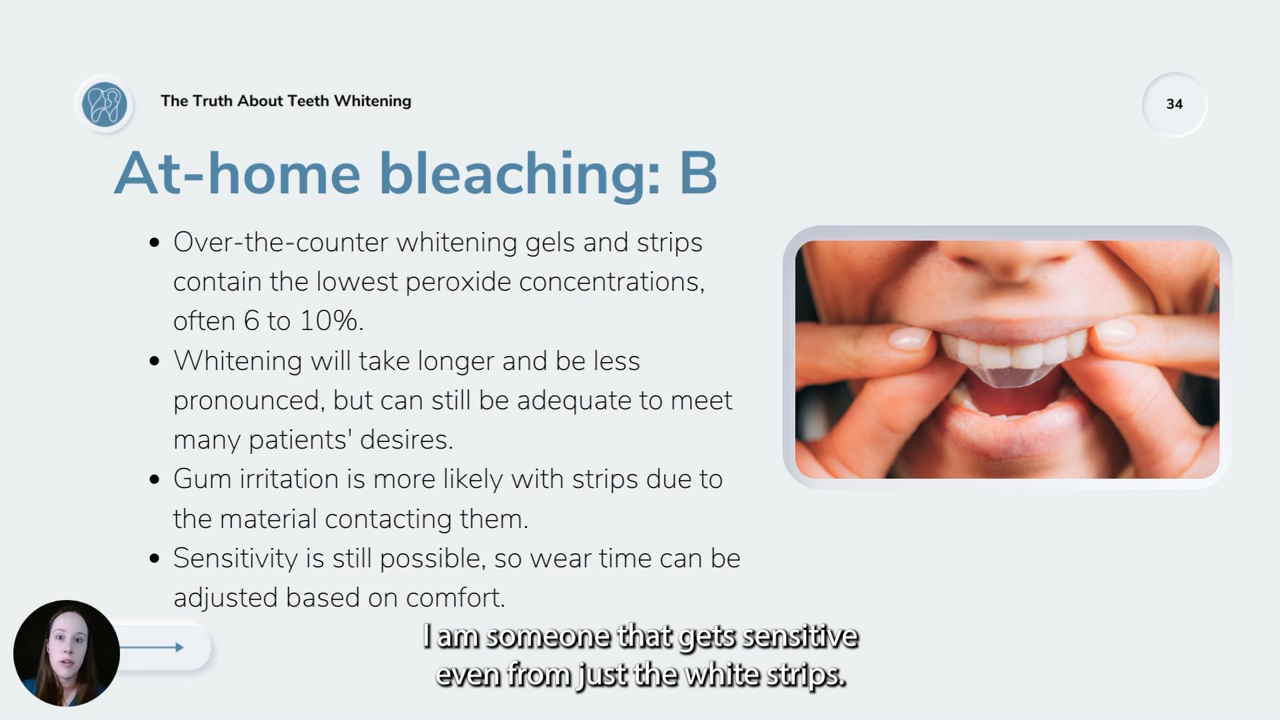 The Truth About Teeth Whitening
34
At-home bleaching: B
Over-the-counter whitening gels and strips
contain the lowest peroxide concentrations,
often 6 to 10%.
Whitening will take longer and be less
pronounced, but can still be adequate to meet
many patients' desires.
Gum irritation is more likely with strips due to
the material contacting them.
Sensitivity is still possible, so wear time can be
adjusted based on comfort.
I am someone that gets sensitive
even from just the white strips.